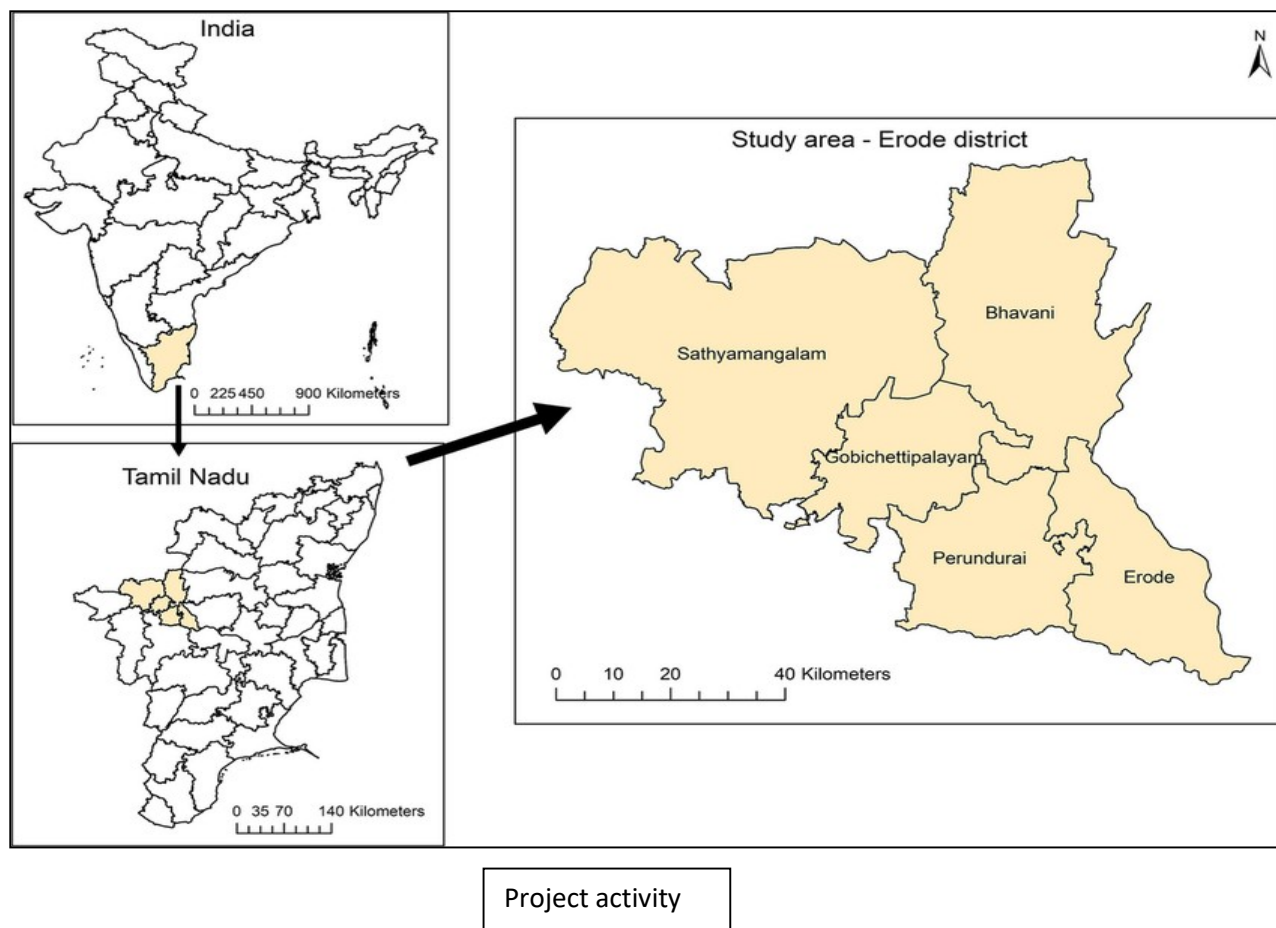 India
0 225 450 900 Kilometers
Tamil Nadu
0 35 70 140 Kilometers
N
Study area - Erode district
Bhavani
Sathyamangalam
Gobichettipalayam
Perundurai
Erode
0 10 20 40 Kilometers
Project activity